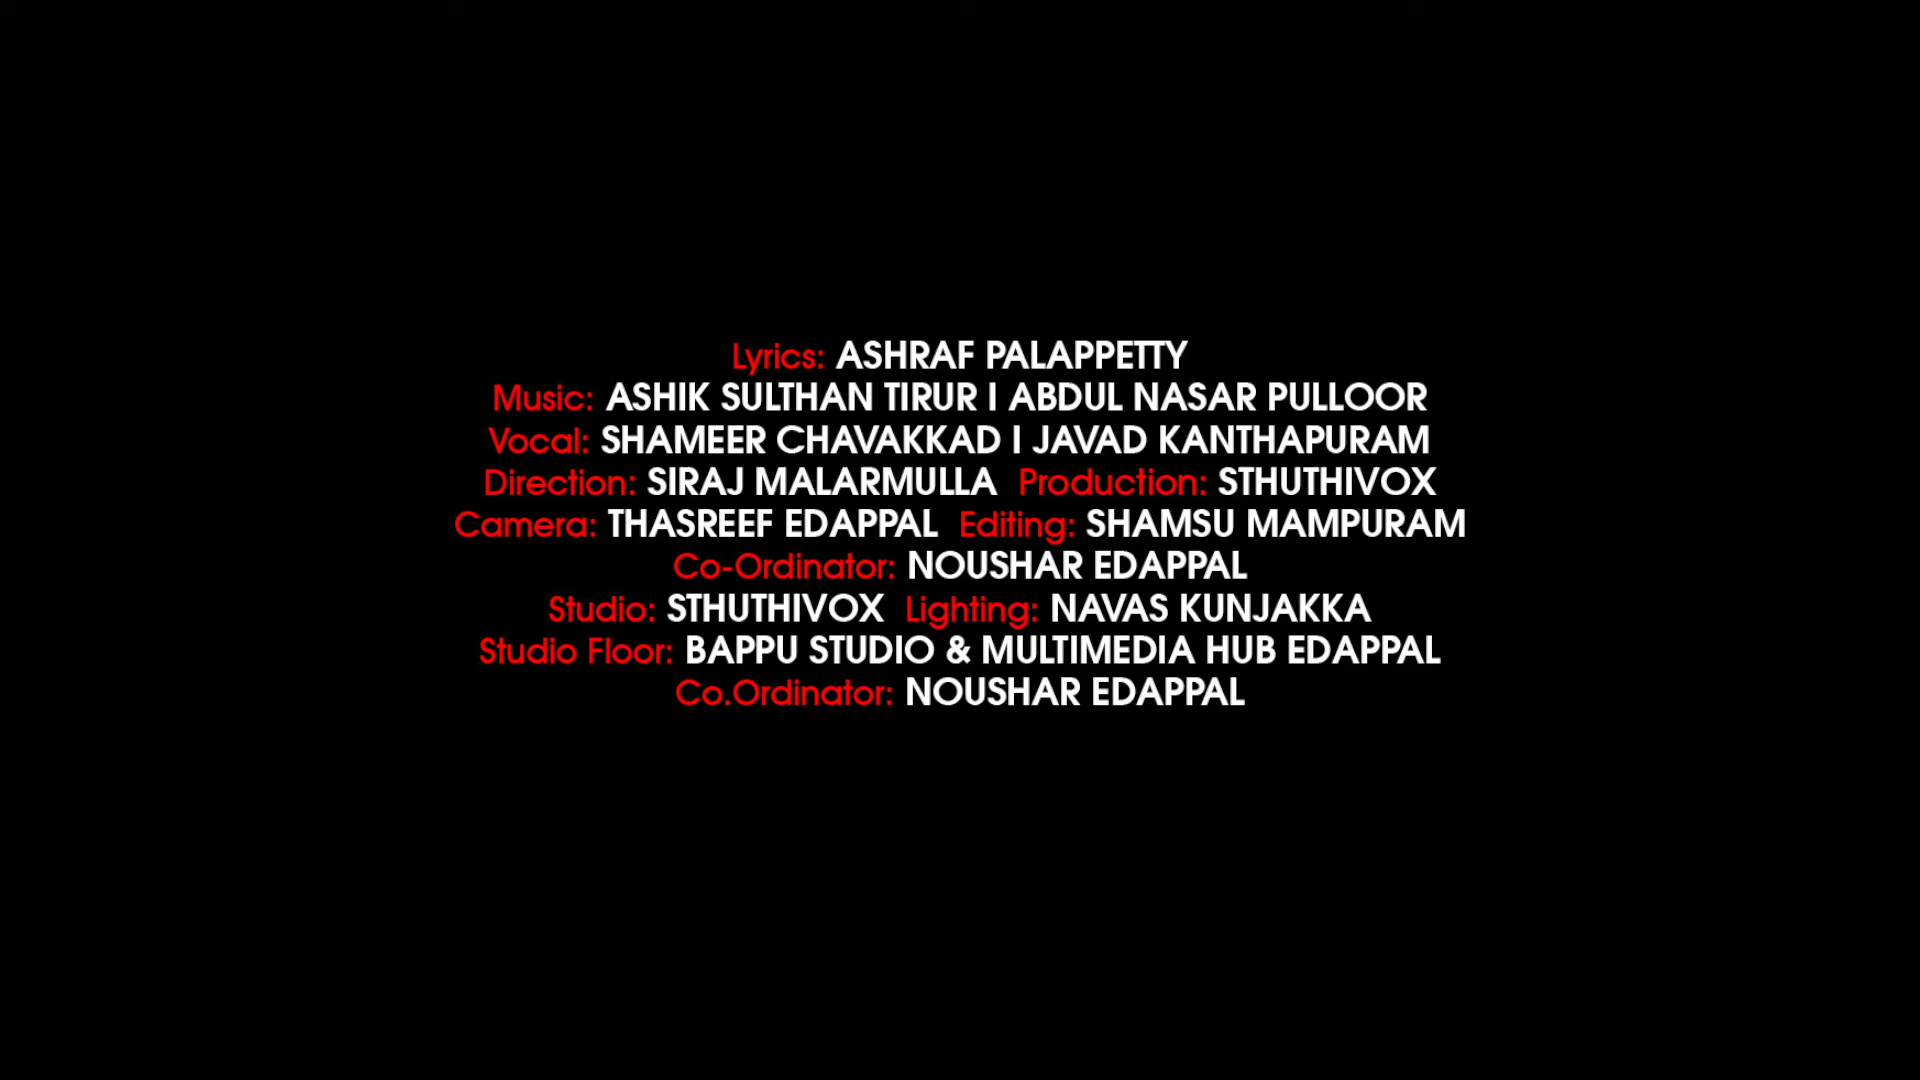 Lyrics: ASHRAF PALAPPETTY
Music: ASHIK SULTHAN TIRUR I ABDUL NASAR PULLOOR
Vocal: SHAMEER CHAVAKKAD I JAVAD KANTHAPURAM
Direction: SIRAJ MALARMULLA Production: STHUTHIVOX
Camera: THASREEF EDAPPAL Editing: SHAMSU MAMPURAM
Co-Ordinator: NOUSHAR EDAPPAL
Studio: STHUTHIVOX Lighting: NAVAS KUNJAKKA
Studio Floor: BAPPU STUDIO & MULTIMEDIA HUB EDAPPAL
Co.Ordinator: NOUSHAR EDAPPAL